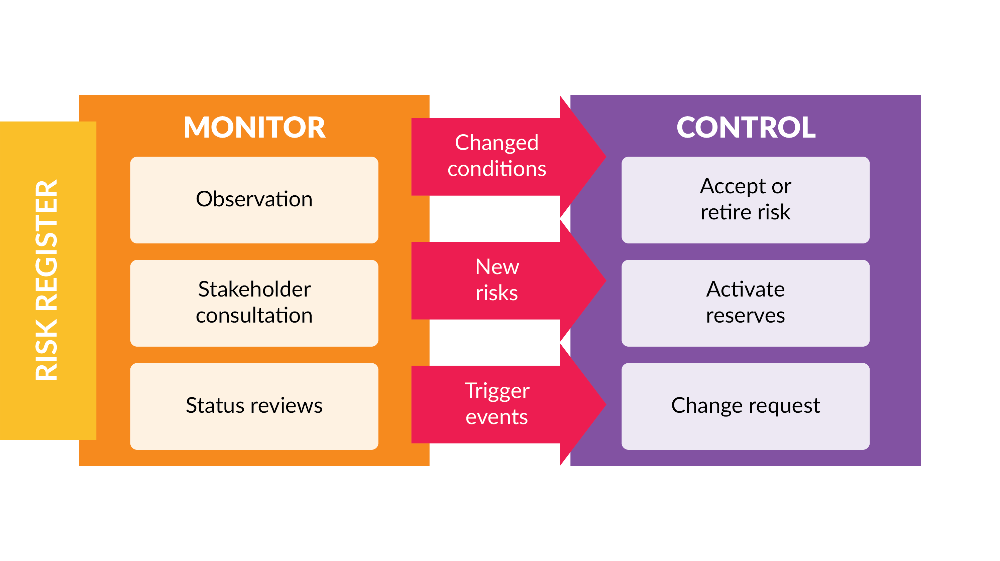 RISK REGISTER
MONITOR
Observation
Stakeholder
consultation
Status reviews
Changed
conditions
New
risks
Trigger
events
CONTROL
Accept or
retire risk
Activate
reserves
Change request